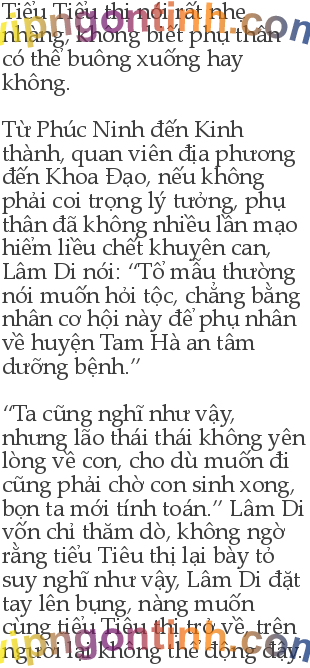 Tiểu Tiểu thị nói rất nhẹ
nhàng, không biết phụ thân
có thể buông xuống hay
không.
Từ Phúc Ninh đến Kinh
thành, quan viên địa phương
đến Khoa Đạo, nếu không
phải coi trọng lý tưởng, phụ
thân đã không nhiều lần mạo
hiểm liều chết khuyên can,
Lâm Di nói: “Tổ mẫu thường
nói muốn hỏi tộc, chẳng bằng
nhân cơ hội này để phụ nhân
về huyện Tam Hà an tâm
dưỡng bệnh.”
“Ta cũng nghĩ như vậy,
nhưng lão thái thái không yên
lòng về con, cho dù muốn đi
cũng phải chờ con sinh xong,
bọn ta mới tính toán.” Lâm Di
vốn chỉ thăm dò, không ngờ
rằng tiểu Tiêu thị lại bày tỏ
suy nghĩ như vậy, Lâm Di đặt
tay lên bụng, nàng muốn
cùng tiểu Tiêu thị trở về, trên
người lại không thể động đậy.
vipngontinh.com
vipngontinh.com